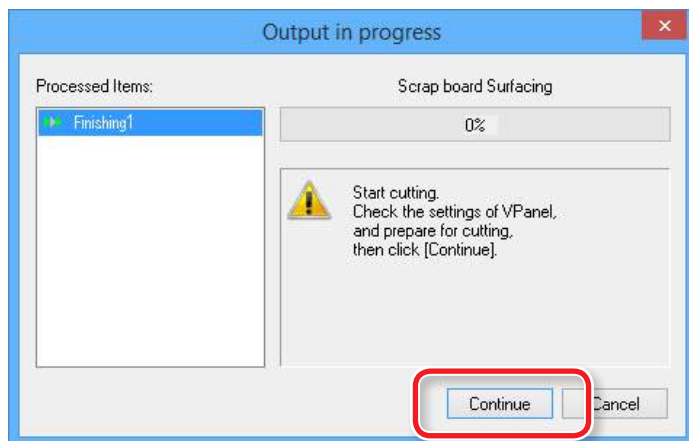 Output in progress
Processed Items:
Finishing1
Scrap board Surfacing
0%
Start cutting.
Check the settings of VPanel,
and prepare for cutting,
then click [Continue].
Continue
Cancel